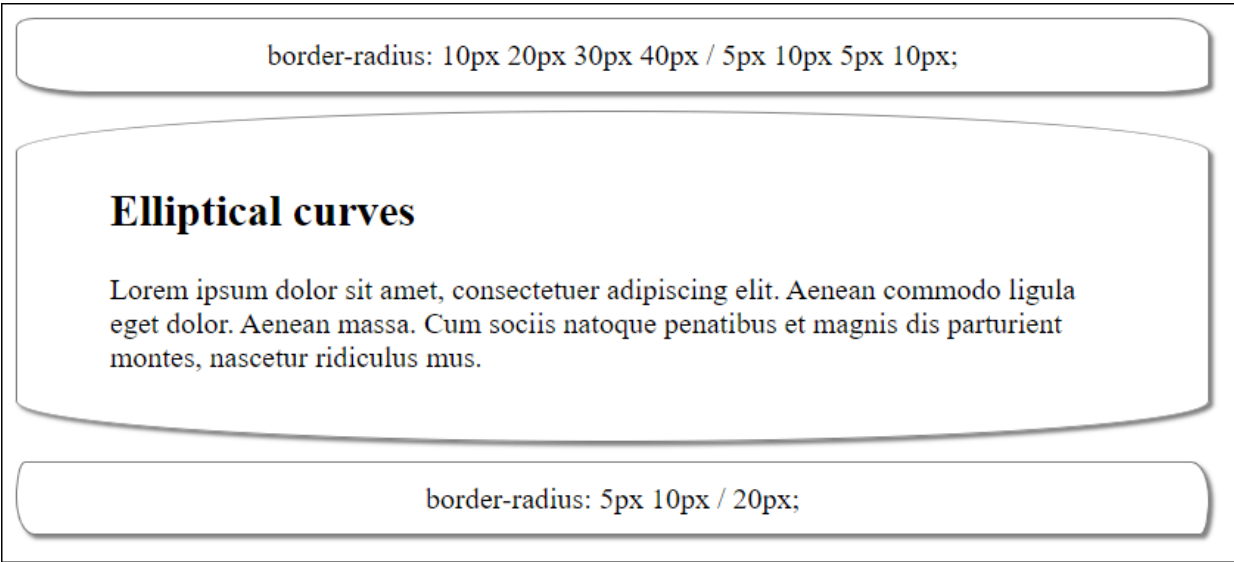 border-radius: 10px 20px 30px 40px / 5px 10px 5px 10px;
Elliptical curves
Lorem ipsum dolor sit amet, consectetuer adipiscing elit. Aenean commodo ligula
eget dolor. Aenean massa. Cum sociis natoque penatibus et magnis dis parturient
montes, nascetur ridiculus mus.
border-radius: 5px 10px / 20px;